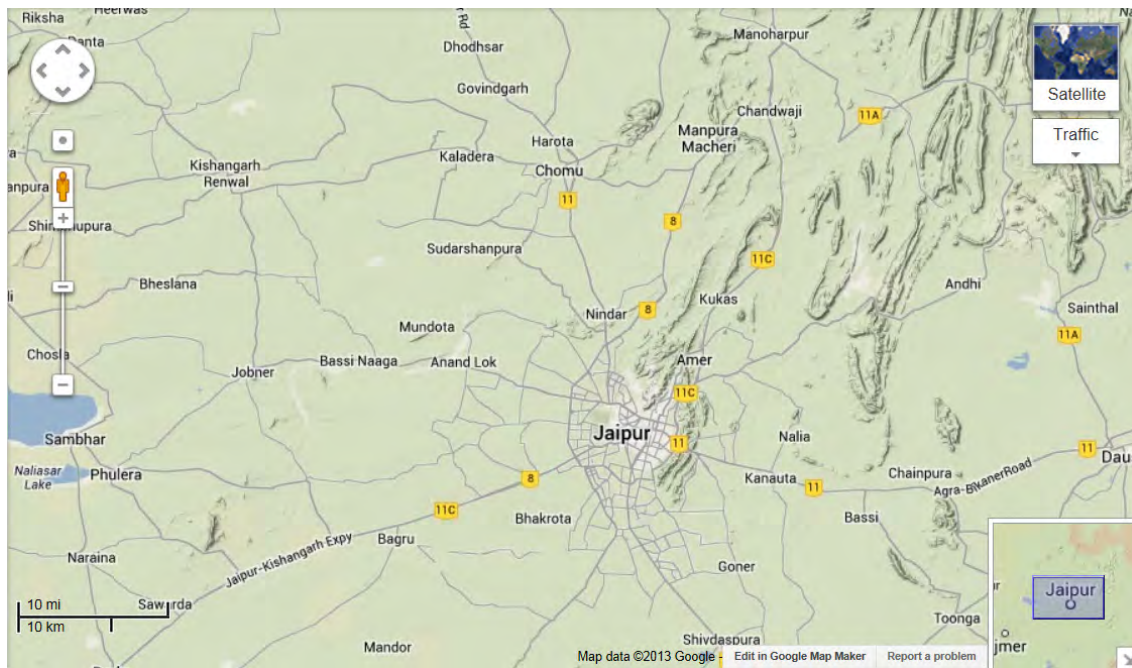 Riksha
Heerwas
Danta
Dhodhsar
Govindgarh
Manoharpur
Satellite
Traffic
Chandwaji
11A
Harota
Manpura
Macheri
Kishangarh
Renwal
Kaladera
Chomu
anpura
11
8
Sudarshanpura
11C
Bheslana
Andhi
Kukas
Sainthal
Nindar
8
Mundota
11A
Chosla
Bassi Naaga
Anand Lok
Amer
Jobner
11C
Jaipur
Sambhar
11
Nalia
11
Dau
Naliasar
Lake
Phulera
8
Kanauta
11
Chainpura
Agra-BikanerRoad
11C
Bhakrota
Bassi
Bagru
Naraina
Jaipur-Kishangarh Expy
Goner
Jaipur
10 mi
10 km
Toonga
jmer
Mandor
Shivdaspura
Map data ©2013 Google -
Edit in Google Map Maker
Report a problem